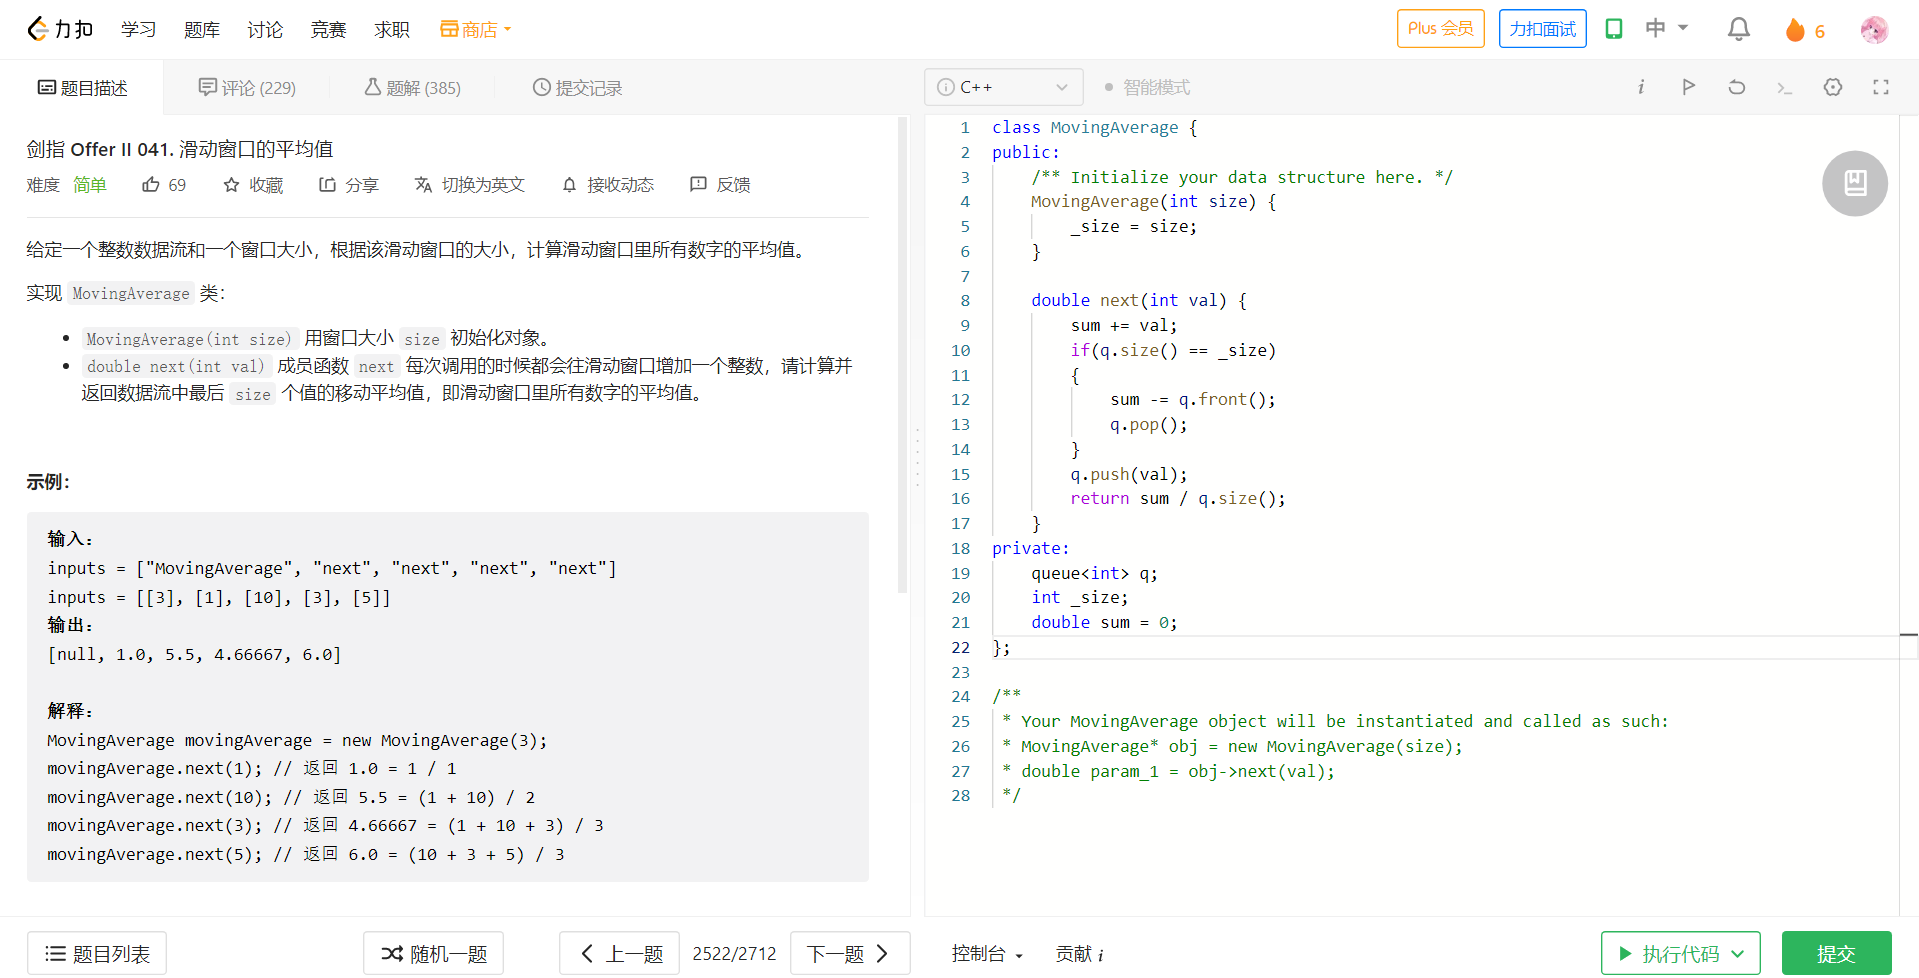 力扣 学习 题库 讨论 竞赛 求职 商店 Plus 会员 力扣面试 中 6
题目描述 评论 (229) 题解 (385) 提交记录
剑指 Offer II 041. 滑动窗口的平均值
难度 简单 69 收藏 分享 切换为英文 接收动态 反馈
给定一个整数数据流和一个窗口大小，根据该滑动窗口的大小，计算滑动窗口里所有数字的平均值。
实现 MovingAverage 类：
• MovingAverage(int size) 用窗口大小 size 初始化对象。
• double next(int val) 成员函数 next 每次调用的时候都会往滑动窗口增加一个整数，请计算并
返回数据流中最后 size 个值的移动平均值，即滑动窗口里所有数字的平均值。
示例：
输入：
inputs = ["MovingAverage", "next", "next", "next", "next"]
inputs = [[3], [1], [10], [3], [5]]
输出：
[null, 1.0, 5.5, 4.66667, 6.0]
解释：
MovingAverage movingAverage = new MovingAverage(3);
movingAverage.next(1); // 返回 1.0 = 1 / 1
movingAverage.next(10); // 返回 5.5 = (1 + 10) / 2
movingAverage.next(3); // 返回 4.66667 = (1 + 10 + 3) / 3
movingAverage.next(5); // 返回 6.0 = (10 + 3 + 5) / 3
题目列表 随机一题 上一题 2522/2712 下一题
C++ 智能模式
1 class MovingAverage {
2 public:
3 /** Initialize your data structure here. */
4 MovingAverage(int size) {
5 _size = size;
6 }
7
8 double next(int val) {
9 sum += val;
10 if(q.size() == _size)
11 {
12 sum -= q.front();
13 q.pop();
14 }
15 q.push(val);
16 return sum / q.size();
17 }
18 private:
19 queue<int> q;
20 int _size;
21 double sum = 0;
22 };
23
24 /**
25 * Your MovingAverage object will be instantiated and called as such:
26 * MovingAverage* obj = new MovingAverage(size);
27 * double param_1 = obj->next(val);
28 */
控制台 贡献 i 执行代码 提交